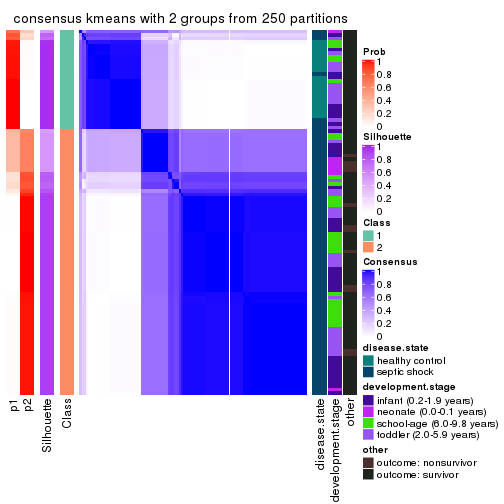 consensus kmeans with 2 groups from 250 partitions
Prob
1
0.8
0.6
0.4
0.2
0
Silhouette
1
0.8
0.6
0.4
0.2
0
Class
1
2
Consensus
1
0.8
0.6
0.4
0.2
0
disease.state
healthy control
septic shock
development.stage
infant (0.2-1.9 years)
neonate (0.0-0.1 years)
school-age (6.0-9.8 years)
toddler (2.0-5.9 years)
other
outcome: nonsurvivor
outcome: survivor
p1
p2
Silhouette
Class
disease.state
development.stage
other